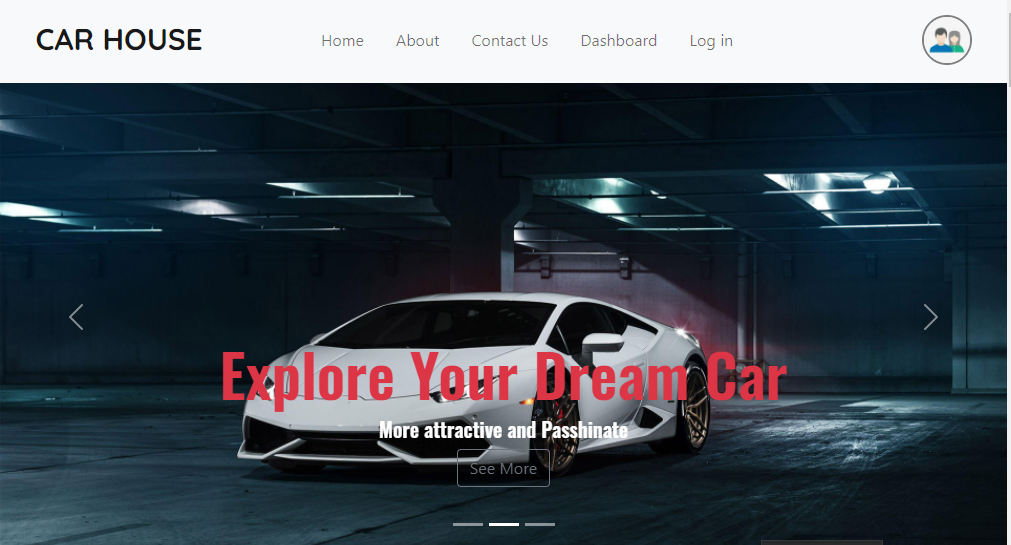 CAR HOUSE
Home About Contact Us Dashboard Log in
Explore Your Dream Car
More attractive and Passhinate
See More